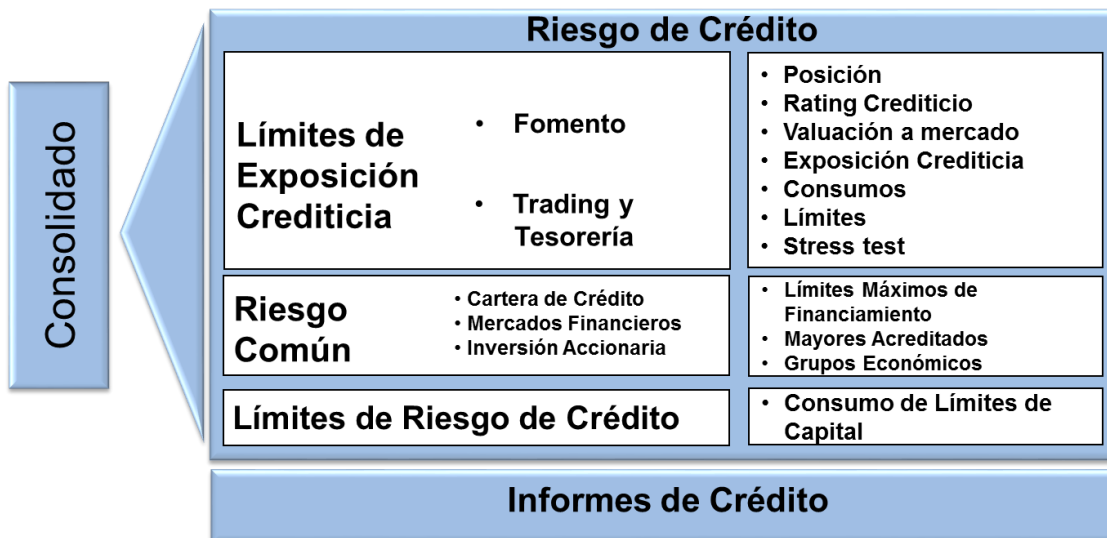 Riesgo de Crédito
Consolidado
Límites de
Exposición
Crediticia
• Fomento
• Trading y
Tesorería
• Posición
• Rating Crediticio
• Valuación a mercado
• Exposición Crediticia
• Consumos
• Límites
• Stress test
Riesgo
Común
• Cartera de Crédito
• Mercados Financieros
• Inversión Accionaria
• Límites Máximos de
Financiamiento
• Mayores Acreditados
• Grupos Económicos
Límites de Riesgo de Crédito
• Consumo de Límites de
Capital
Informes de Crédito